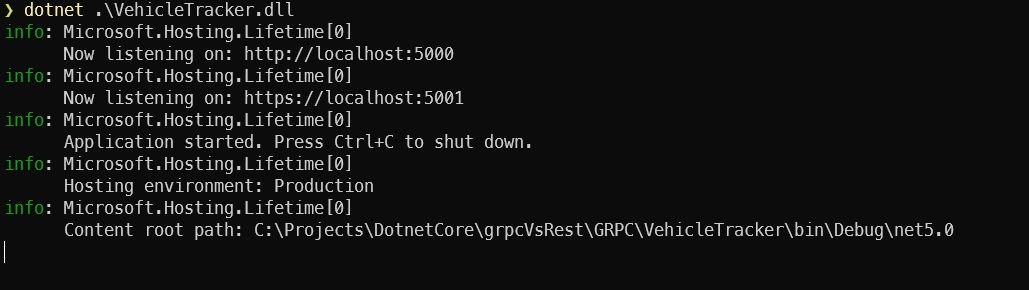 ❯ dotnet .\VehicleTracker.dll
info: Microsoft.Hosting.Lifetime[0]
      Now listening on: http://localhost:5000
info: Microsoft.Hosting.Lifetime[0]
      Now listening on: https://localhost:5001
info: Microsoft.Hosting.Lifetime[0]
      Application started. Press Ctrl+C to shut down.
info: Microsoft.Hosting.Lifetime[0]
      Hosting environment: Production
info: Microsoft.Hosting.Lifetime[0]
      Content root path: C:\Projects\DotnetCore\grpcVsRest\GRPC\VehicleTracker\bin\Debug\net5.0